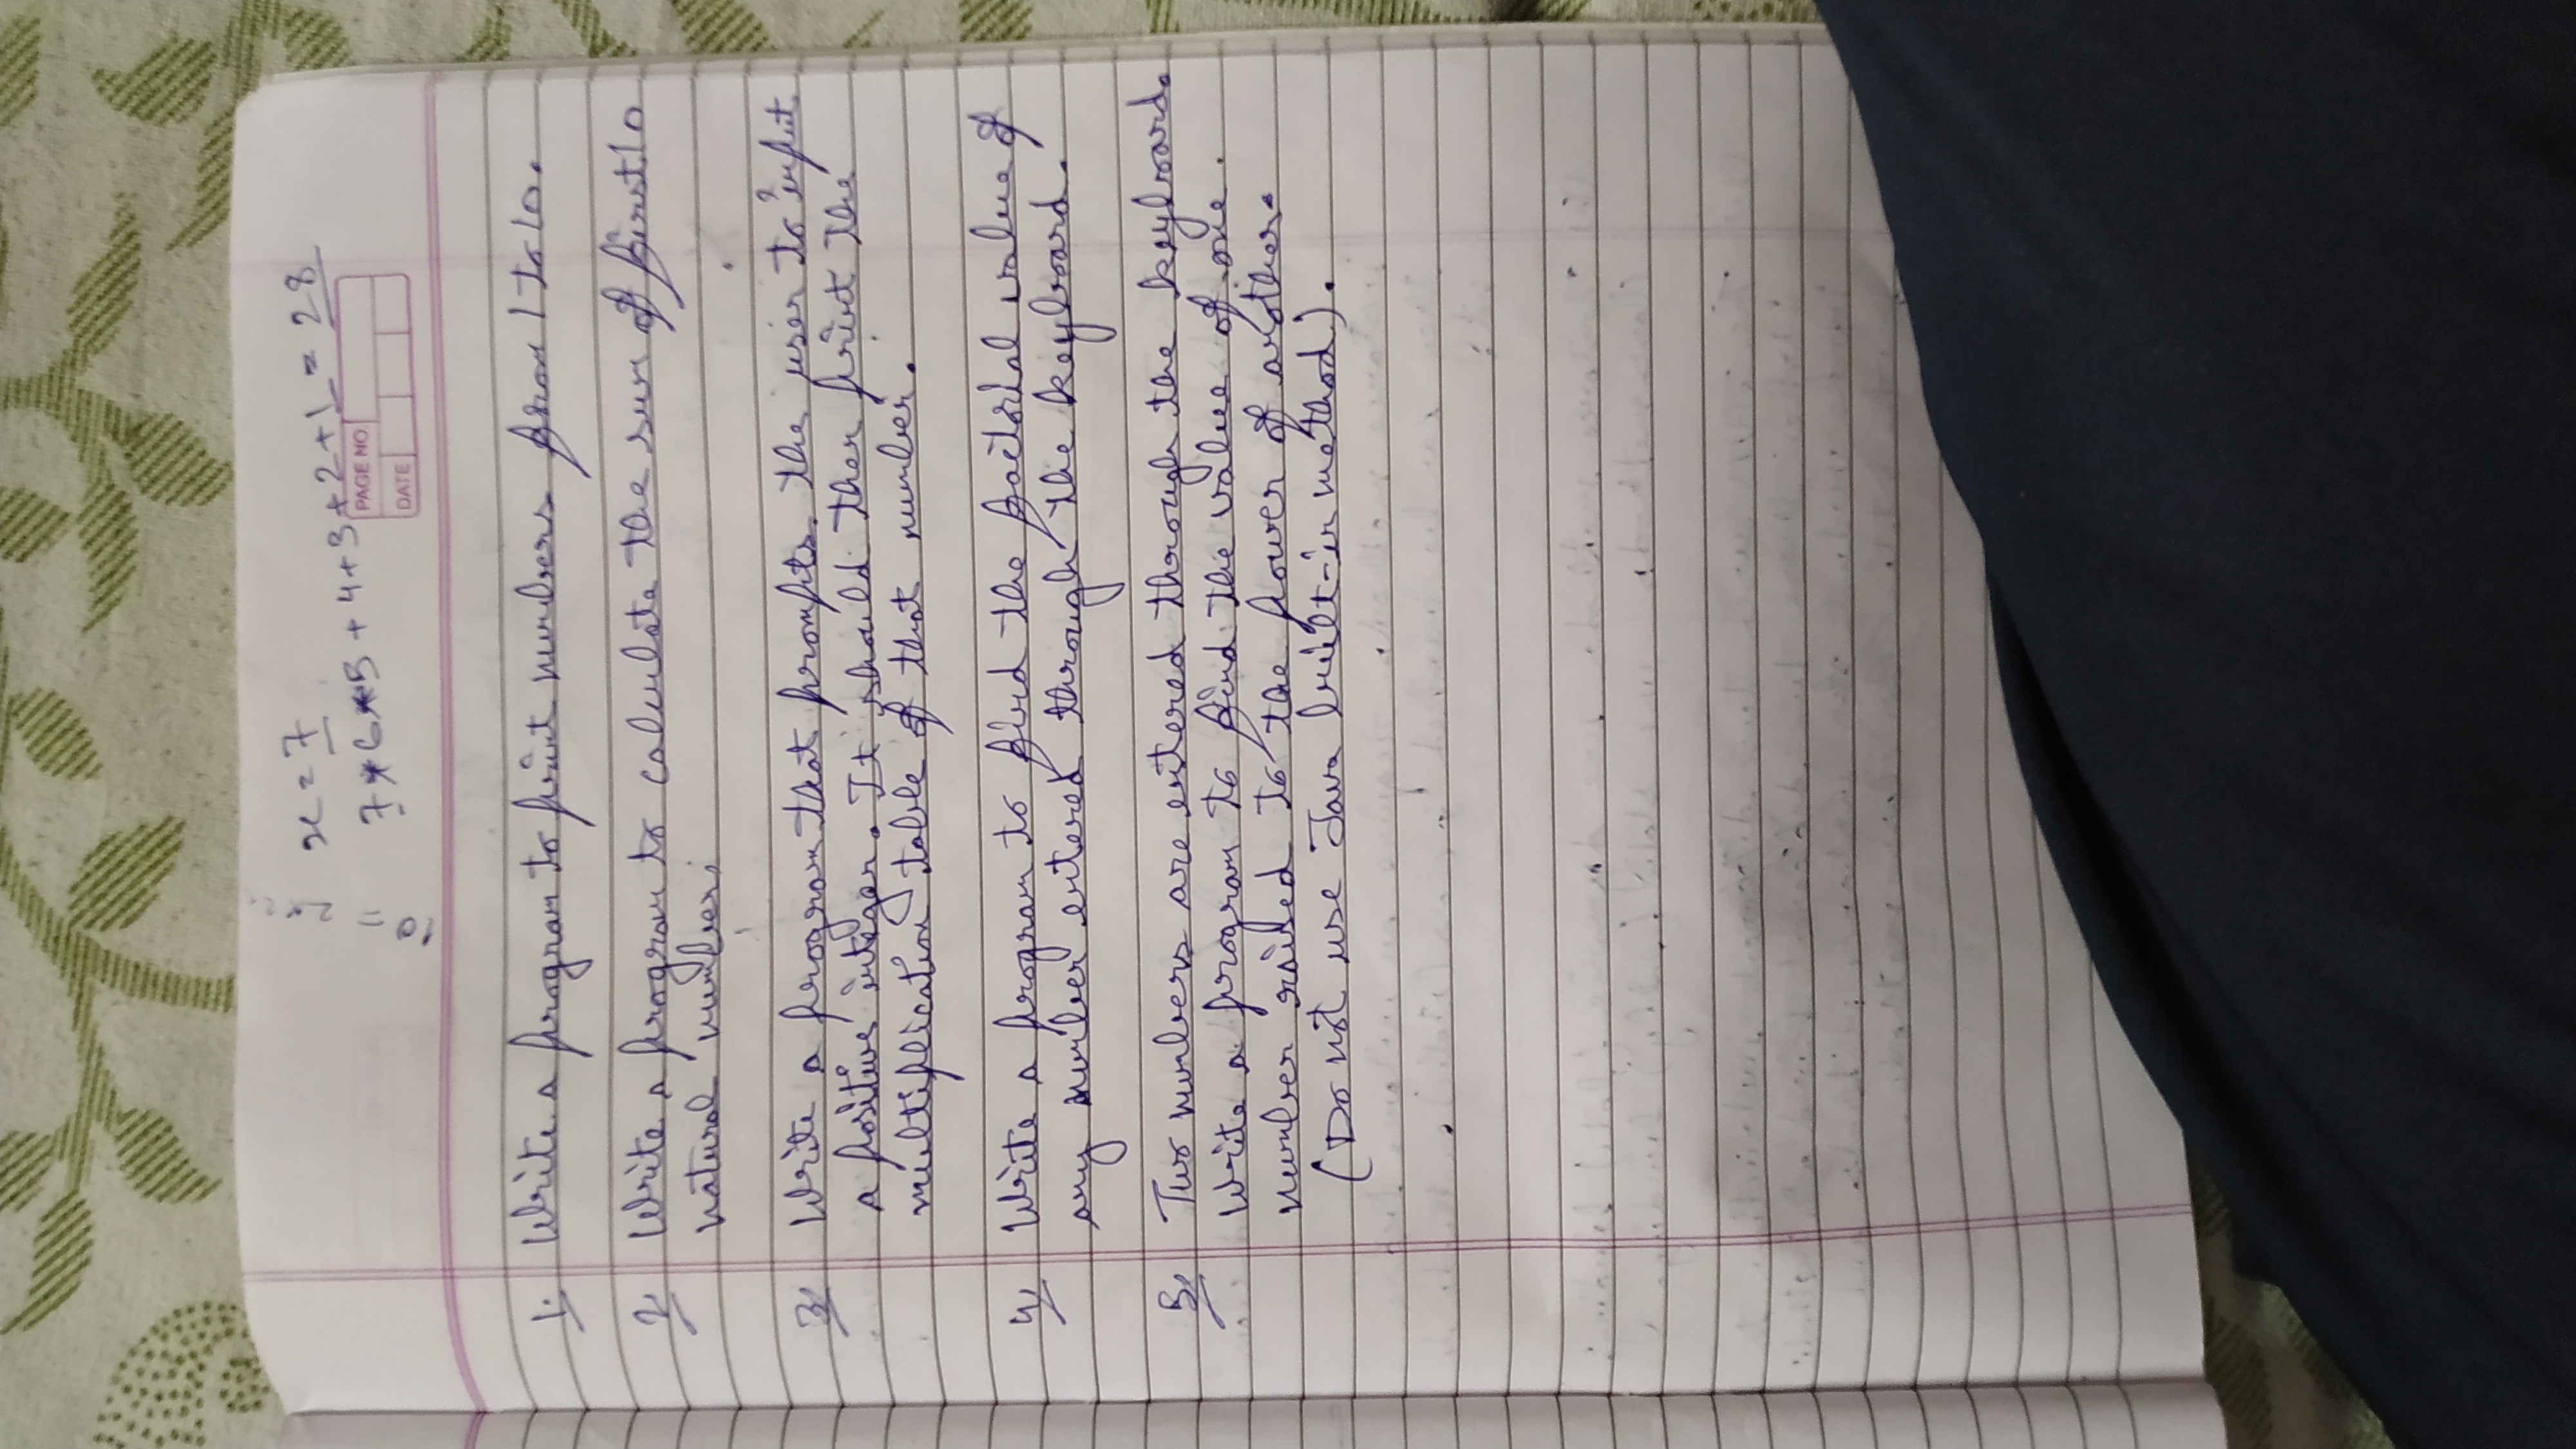 x = 7
7*6*5+4+3+2+1 = 28
10 =
PAGE NO
DATE
1. Write a program to print numbers from 1 to 10.
2. Write a program to calculate the sum of first 10
natural number.
3. Write a program that prompts the user to input
a positive integer. It should then print the
multiplication table of that number.
4. Write a program to find the factorial value of
any number entered through the keyboard.
5. Two numbers are entered through the keyboard.
Write a program to find the value of one
number raised to the power of another.
(Do not use Java built-in method).